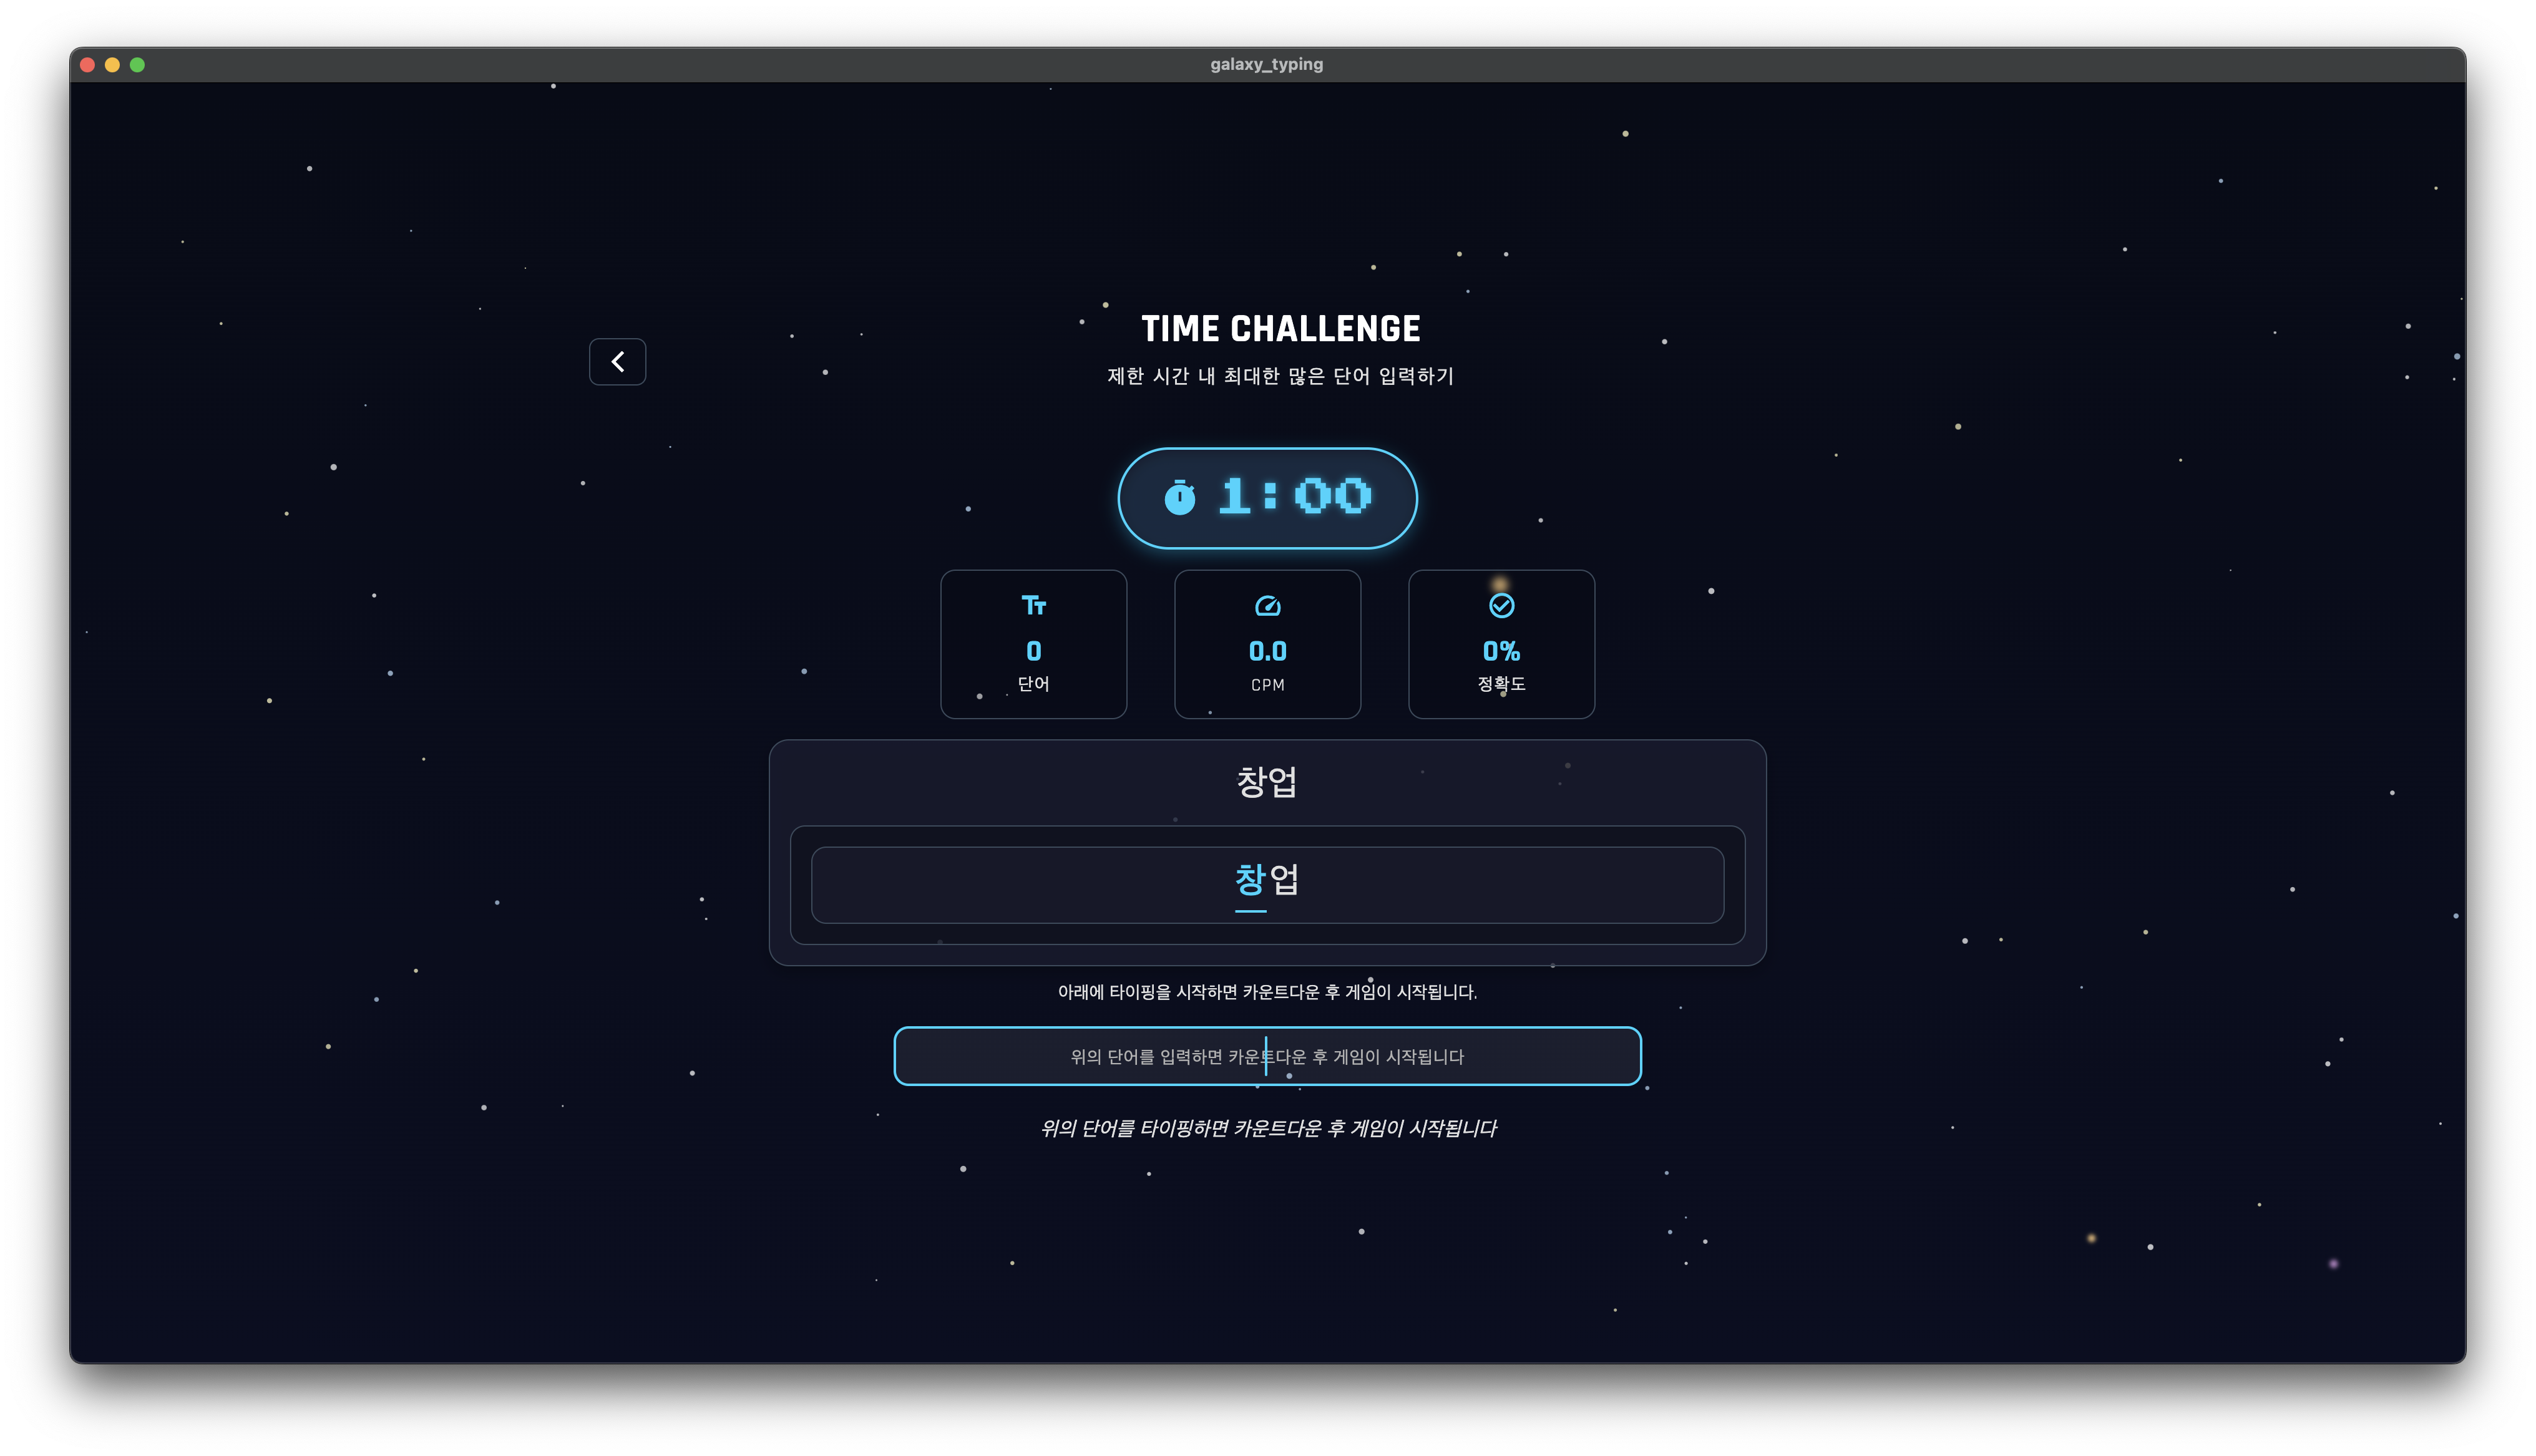 galaxy_typing
TIME CHALLENGE
제한 시간 내 최대한 많은 단어 입력하기
1:00
0
단어
0.0
CPM
0%
정확도
창업
창업
아래에 타이핑을 시작하면 카운트다운 후 게임이 시작됩니다.
위의 단어를 입력하면 카운트다운 후 게임이 시작됩니다
위의 단어를 타이핑하면 카운트다운 후 게임이 시작됩니다